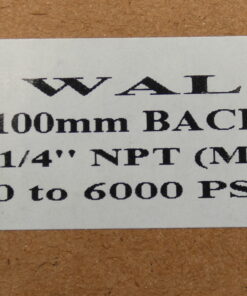 WAL
100mm BAC
1/4" NPT (M
0 to 6000 PS